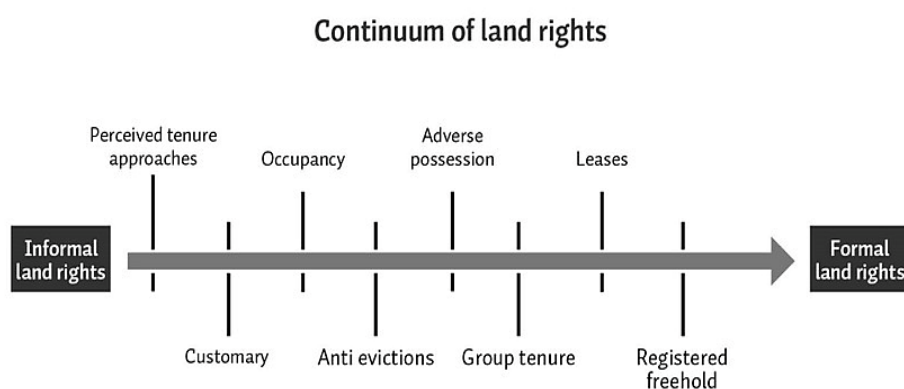 Continuum of land rights
Perceived tenure
approaches
Occupancy
Adverse
possession
Leases
Informal
land rights
Formal
land rights
Customary
Anti evictions
Group tenure
Registered
freehold